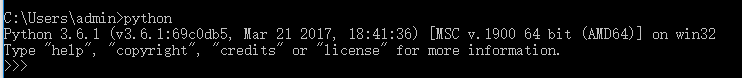 C:\Users\admin>python
Python 3.6.1 (v3.6.1:69c0db5, Mar 21 2017, 18:41:36) [MSC v.1900 64 bit (AMD64)] on win32
Type "help", "copyright", "credits" or "license" for more information.
>>>